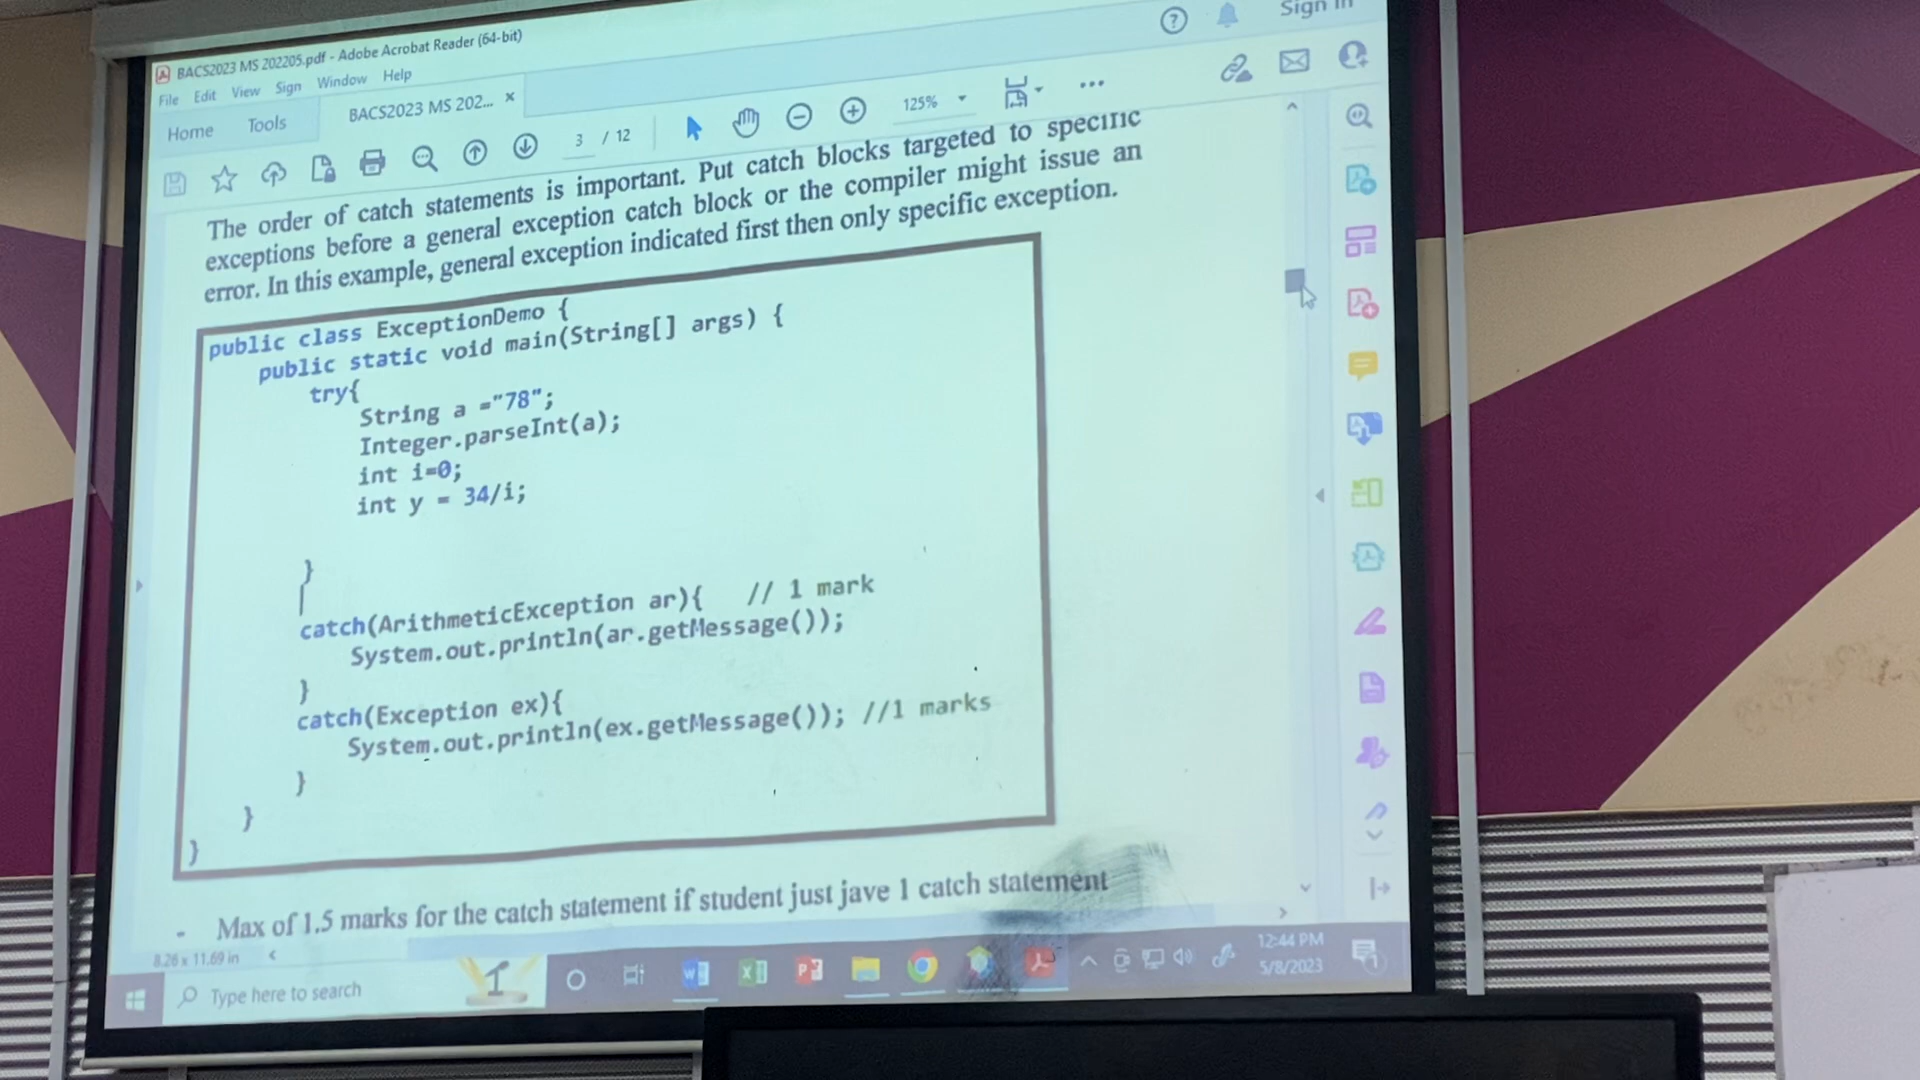 BACS2023 MS 202205.pdf - Adobe Acrobat Reader (64-bit)
File Edit View Sign Window Help
Sign In
Home Tools BACS2023 MS 202... ×
3 / 12 125%
The order of catch statements is important. Put catch blocks targeted to specific
exceptions before a general exception catch block or the compiler might issue an
error. In this example, general exception indicated first then only specific exception.
public class ExceptionDemo {
public static void main(String[] args) {
try{
String a ="78";
Integer.parseInt(a);
int i=0;
int y = 34/i;
}
catch(ArithmeticException ar){ // 1 mark
System.out.println(ar.getMessage());
}
catch(Exception ex){
System.out.println(ex.getMessage()); //1 marks
}
}
}
- Max of 1.5 marks for the catch statement if student just jave 1 catch statement
8.26 x 11.69 in
Type here to search
12:44 PM
5/8/2023